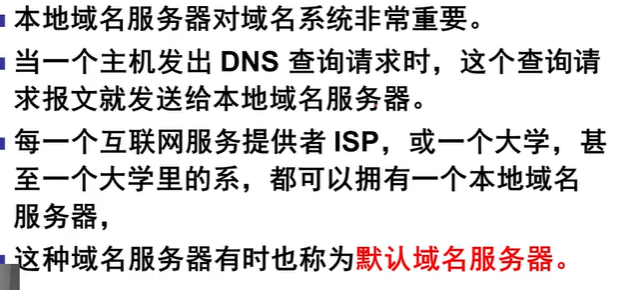 本地域名服务器对域名系统非常重要。
当一个主机发出 DNS 查询请求时，这个查询请
求报文就发送给本地域名服务器。
每一个互联网服务提供者 ISP，或一个大学，甚
至一个大学里的系，都可以拥有一个本地域名
服务器，
这种域名服务器有时也称为默认域名服务器。